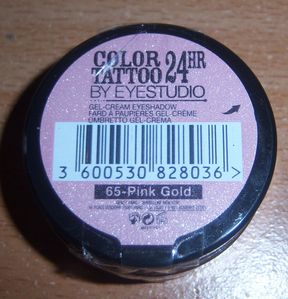 COLOR 24HR
TATTOO
BY EYESTUDIO
GEL-CREAM EYESHADOW
FARD À PAUPIÈRES GEL-CRÈME
OMBRETTO GEL-CREMA
3 600530 828036 >
65-Pink Gold